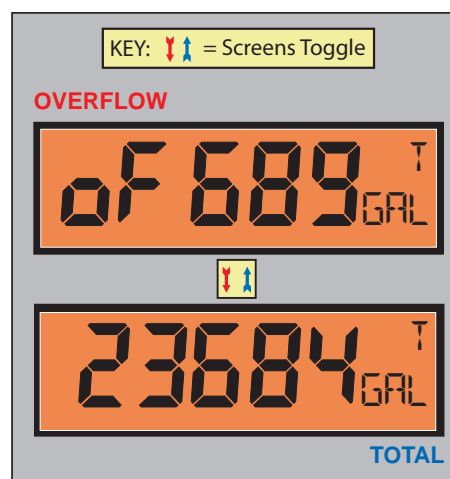 KEY: = Screens Toggle
OVERFLOW
T
oF 689 GAL
T
23684 GAL
TOTAL